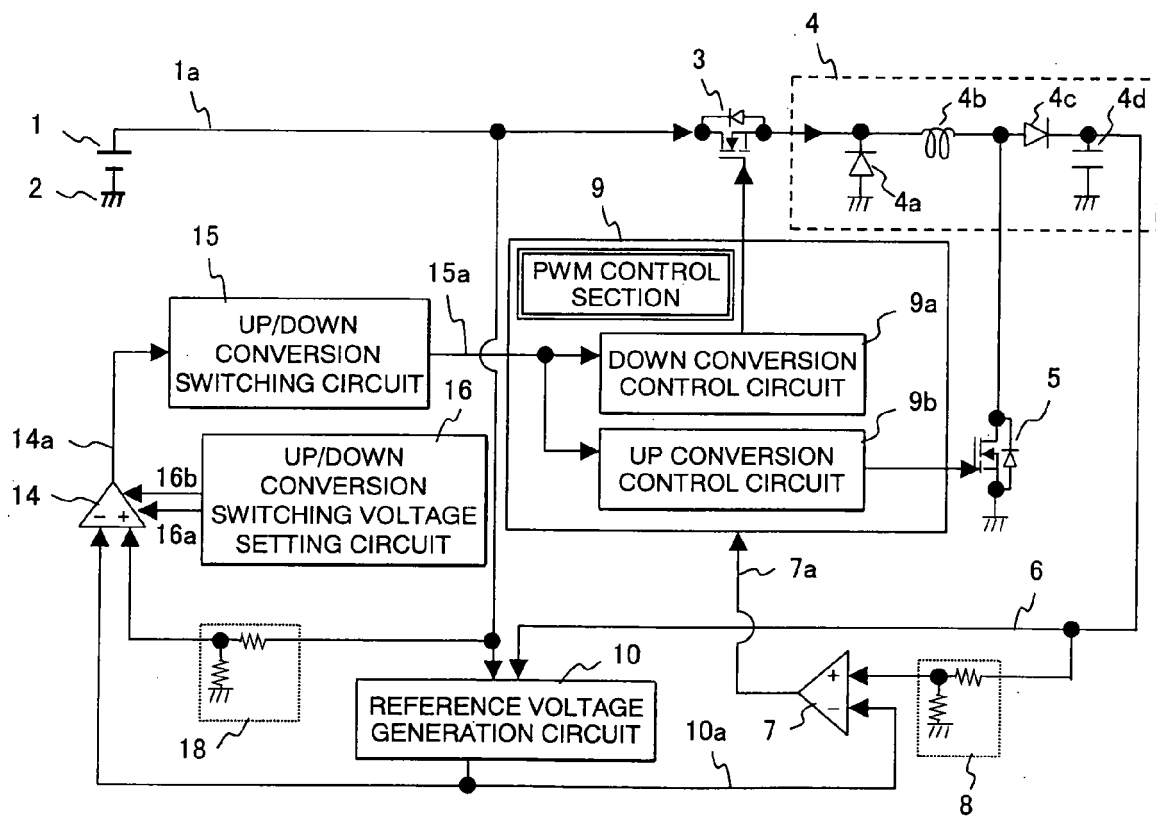 4
3
1a
4b
4c
4d
1
2
4a
9
15
PWM CONTROL
SECTION
15a
9a
UP/DOWN
CONVERSION
SWITCHING CIRCUIT
DOWN CONVERSION
CONTROL CIRCUIT
16
9b
5
14a
UP/DOWN
CONVERSION
SWITCHING VOLTAGE
SETTING CIRCUIT
UP CONVERSION
CONTROL CIRCUIT
14
16b
- +
16a
7a
6
10
REFERENCE VOLTAGE
GENERATION CIRCUIT
+
-
18
7
10a
8